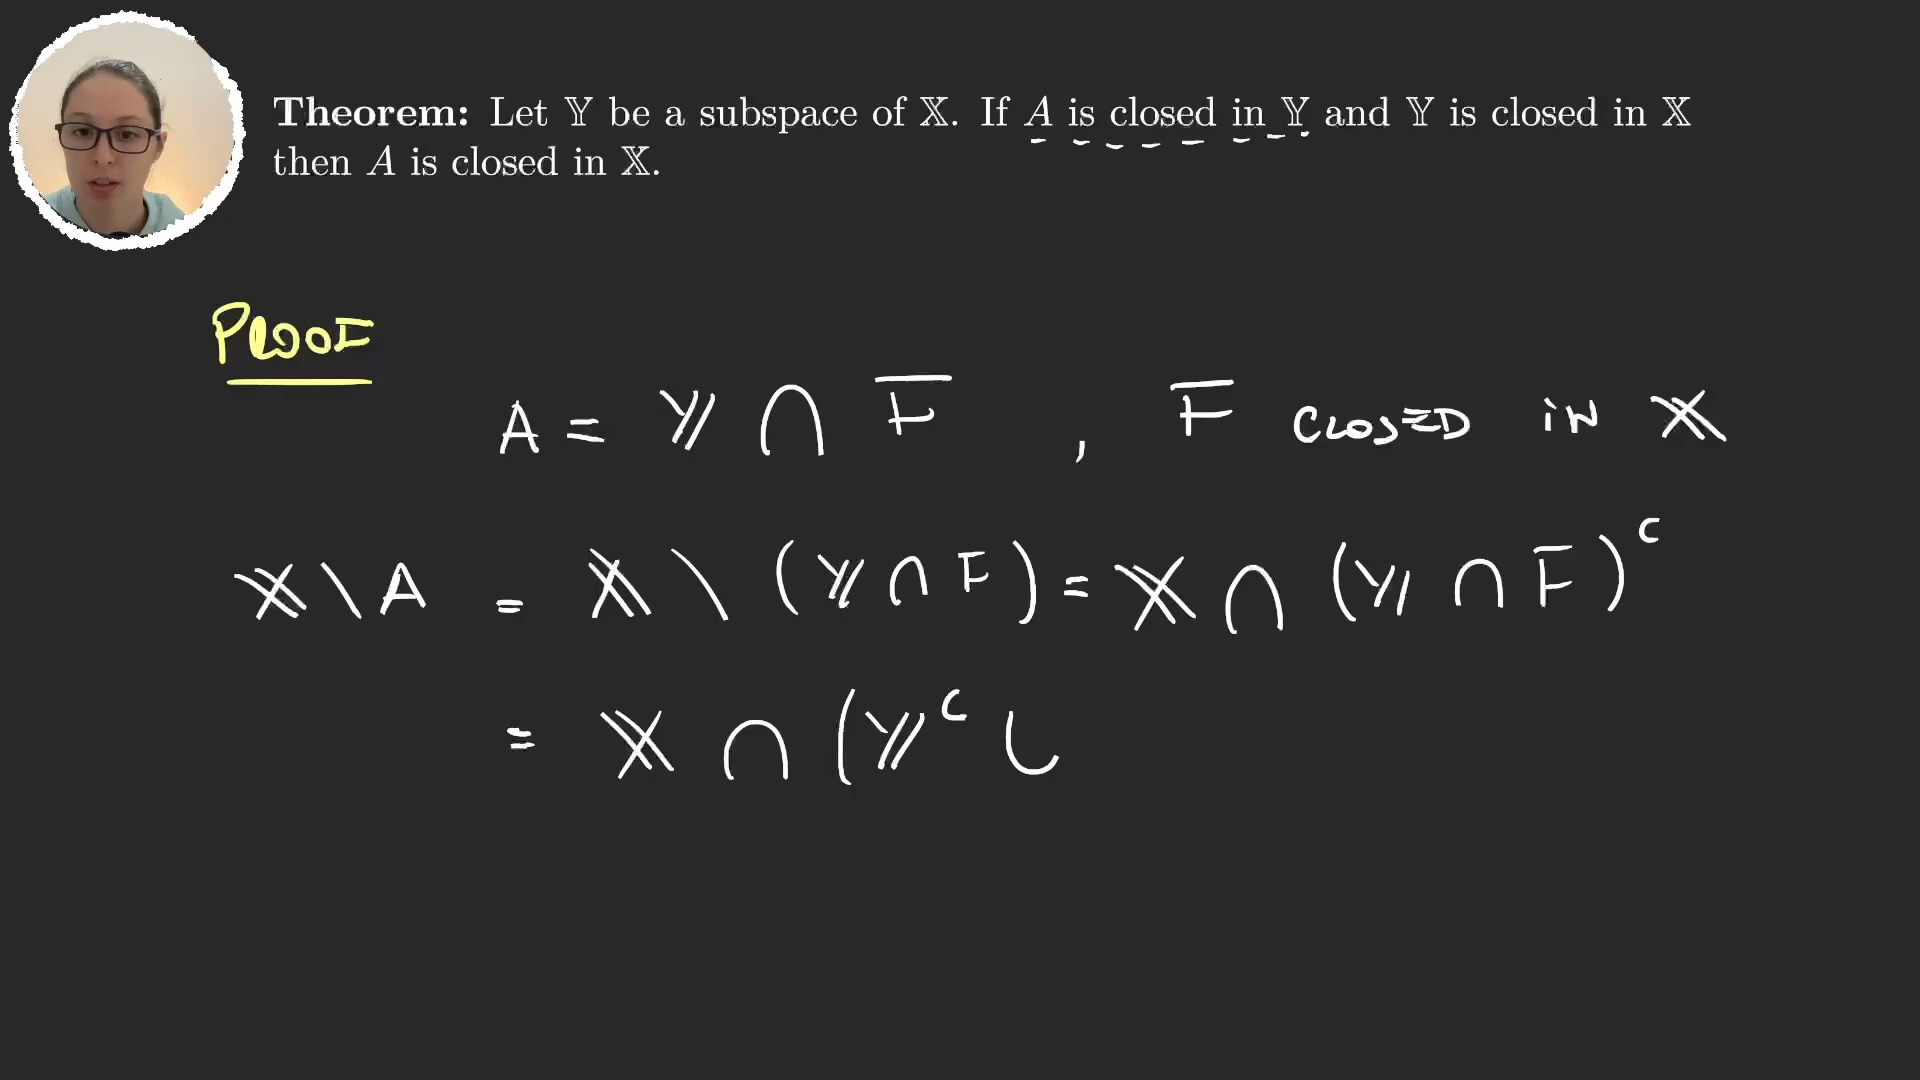 Theorem: Let 𝕐 be a subspace of 𝕏. If A is closed in 𝕐 and 𝕐 is closed in 𝕏
then A is closed in 𝕏.
PROOF
A = 𝕐 ∩ F , F CLOSED iN 𝕏
𝕏 \ A = 𝕏 \ (𝕐 ∩ F) = 𝕏 ∩ (𝕐 ∩ F)ᶜ
= 𝕏 ∩ (𝕐ᶜ ∪